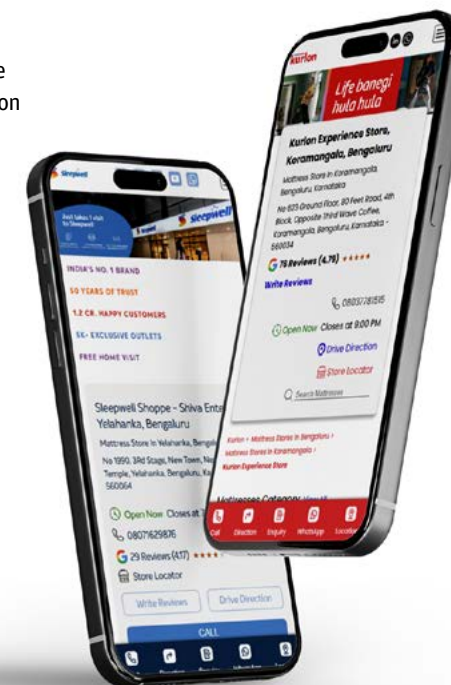 e
on
Sleepwell
Just takes 1 visit
to Sleepwell
Sleepwell
INDIA'S NO. 1 BRAND
50 YEARS OF TRUST
1.2 CR. HAPPY CUSTOMERS
5K+ EXCLUSIVE OUTLETS
FREE HOME VISIT
Sleepwell Shoppe - Shiva Ente
Yelahanka, Bengaluru
Mattress Store in Yelahanka, Bengal
No 1990, 3Rd Stage, New Town,
Temple, Yelahanka, Bengaluru, Ka
560064
Open Now Closes at
08071629876
29 Reviews (4.17)
Store Locator
Write Reviews
Drive Direction
CALL
kurlon
Life banegi
hula hula
Kurlon Experience Store,
Koramangala, Bengaluru
Mattress Store in Koramangala,
Bengaluru, Karnataka
No 625 Ground Floor, 80 Feet Road, 4th
Block, Opposite Third Wave Coffee,
Koramangala, Bengaluru, Karnataka -
560034
76 Reviews (4.75)
Write Reviews
08037781515
Open Now Closes at 9:00 PM
Drive Direction
Store Locator
Search Mattresses
Kurlon > Mattress Stores in Bengaluru >
Mattress Stores in Koramangala >
Kurlon Experience Store
Mattresses Category
Call Direction Enquiry WhatsApp Location